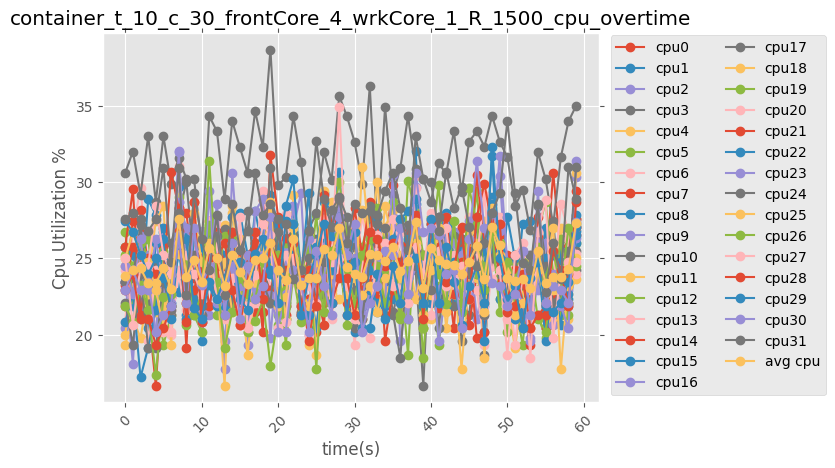 container_t_10_c_30_frontCore_4_wrkCore_1_R_1500_cpu_overtime
35
30
25
20
Cpu Utilization %
0
10
20
30
40
50
60
time(s)
cpu0
cpu1
cpu2
cpu3
cpu4
cpu5
cpu6
cpu7
cpu8
cpu9
cpu10
cpu11
cpu12
cpu13
cpu14
cpu15
cpu16
cpu17
cpu18
cpu19
cpu20
cpu21
cpu22
cpu23
cpu24
cpu25
cpu26
cpu27
cpu28
cpu29
cpu30
cpu31
avg cpu